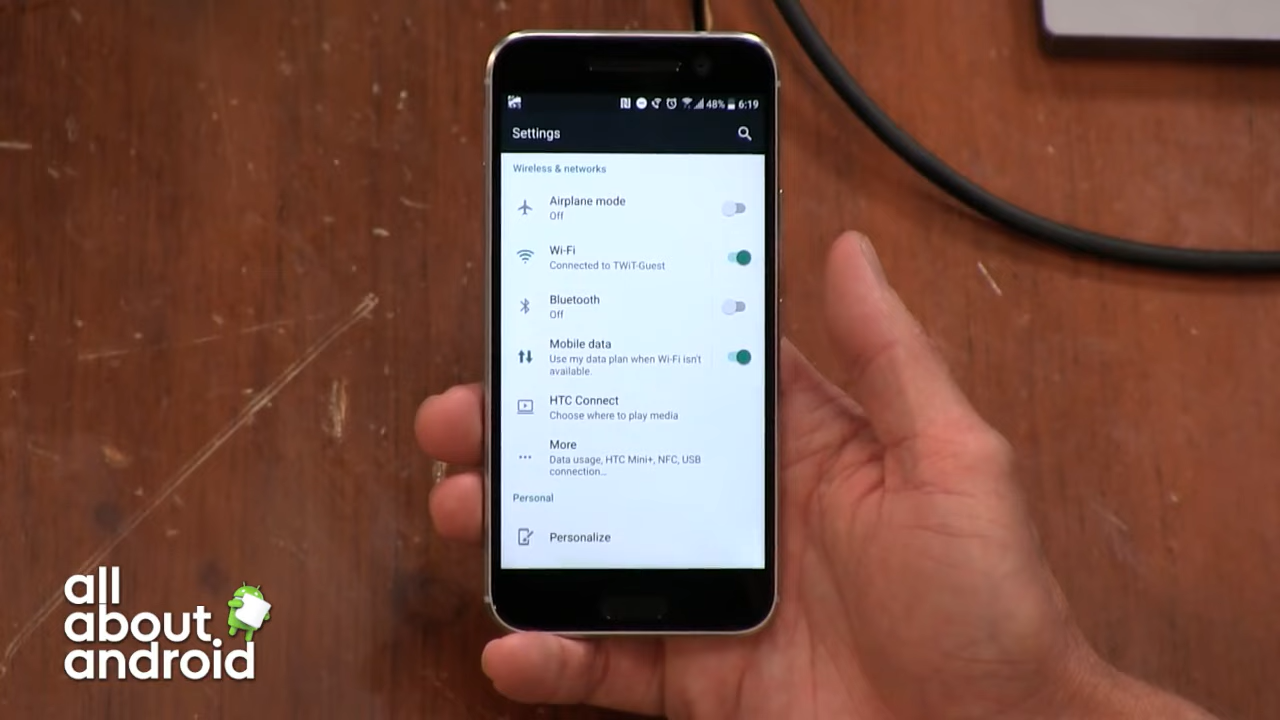 48% 6:19
Settings
Wireless & networks
Airplane mode
Off
Wi-Fi
Connected to TWiT-Guest
Bluetooth
Off
Mobile data
Use my data plan when Wi-Fi isn't
available.
HTC Connect
Choose where to play media
More
Data usage, HTC Mini+, NFC, USB
connection...
Personal
Personalize
all
about
android